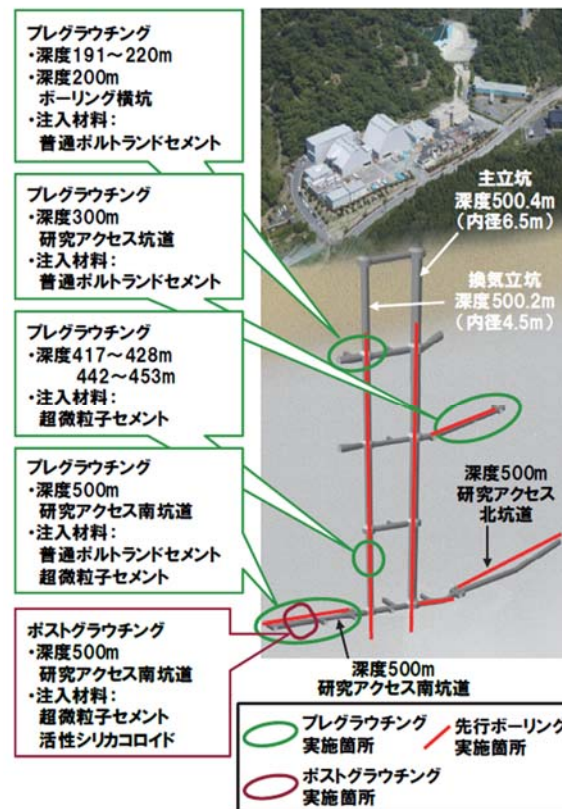 プレグラウチング
・深度191～220m
・深度200m
ボーリング横坑
・注入材料：
普通ポルトランドセメント
プレグラウチング
・深度300m
研究アクセス坑道
・注入材料：
普通ポルトランドセメント
プレグラウチング
・深度417～428m
442～453m
・注入材料：
超微粒子セメント
プレグラウチング
・深度500m
研究アクセス南坑道
・注入材料：
普通ポルトランドセメント
超微粒子セメント
ポストグラウチング
・深度500m
研究アクセス南坑道
・注入材料：
超微粒子セメント
活性シリカコロイド
主立坑
深度500.4m
（内径6.5m）
換気立坑
深度500.2m
（内径4.5m）
深度500m
研究アクセス
北坑道
深度500m
研究アクセス南坑道
プレグラウチング
実施箇所
先行ボーリング
実施箇所
ポストグラウチング
実施箇所